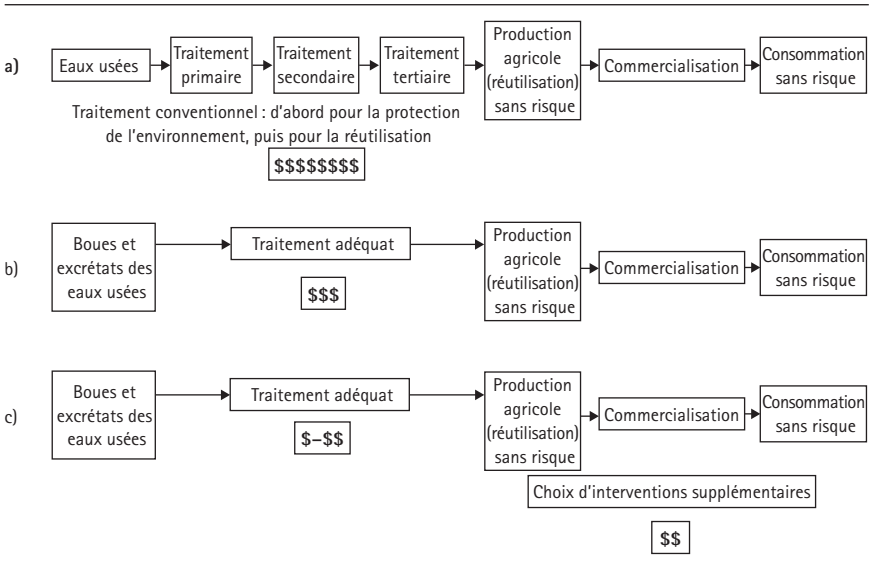 a)
Eaux usées
Traitement
primaire
Traitement
secondaire
Traitement
tertiaire
Production
agricole
(réutilisation)
sans risque
Commercialisation
Consommation
sans risque
Traitement conventionnel : d'abord pour la protection
de l'environnement, puis pour la réutilisation
$$$$$$$$
b)
Boues et
excrétats des
eaux usées
Traitement adéquat
$$$
Production
agricole
(réutilisation)
sans risque
Commercialisation
Consommation
sans risque
c)
Boues et
excrétats des
eaux usées
Traitement adéquat
$–$$
Production
agricole
(réutilisation)
sans risque
Commercialisation
Consommation
sans risque
Choix d'interventions supplémentaires
$$